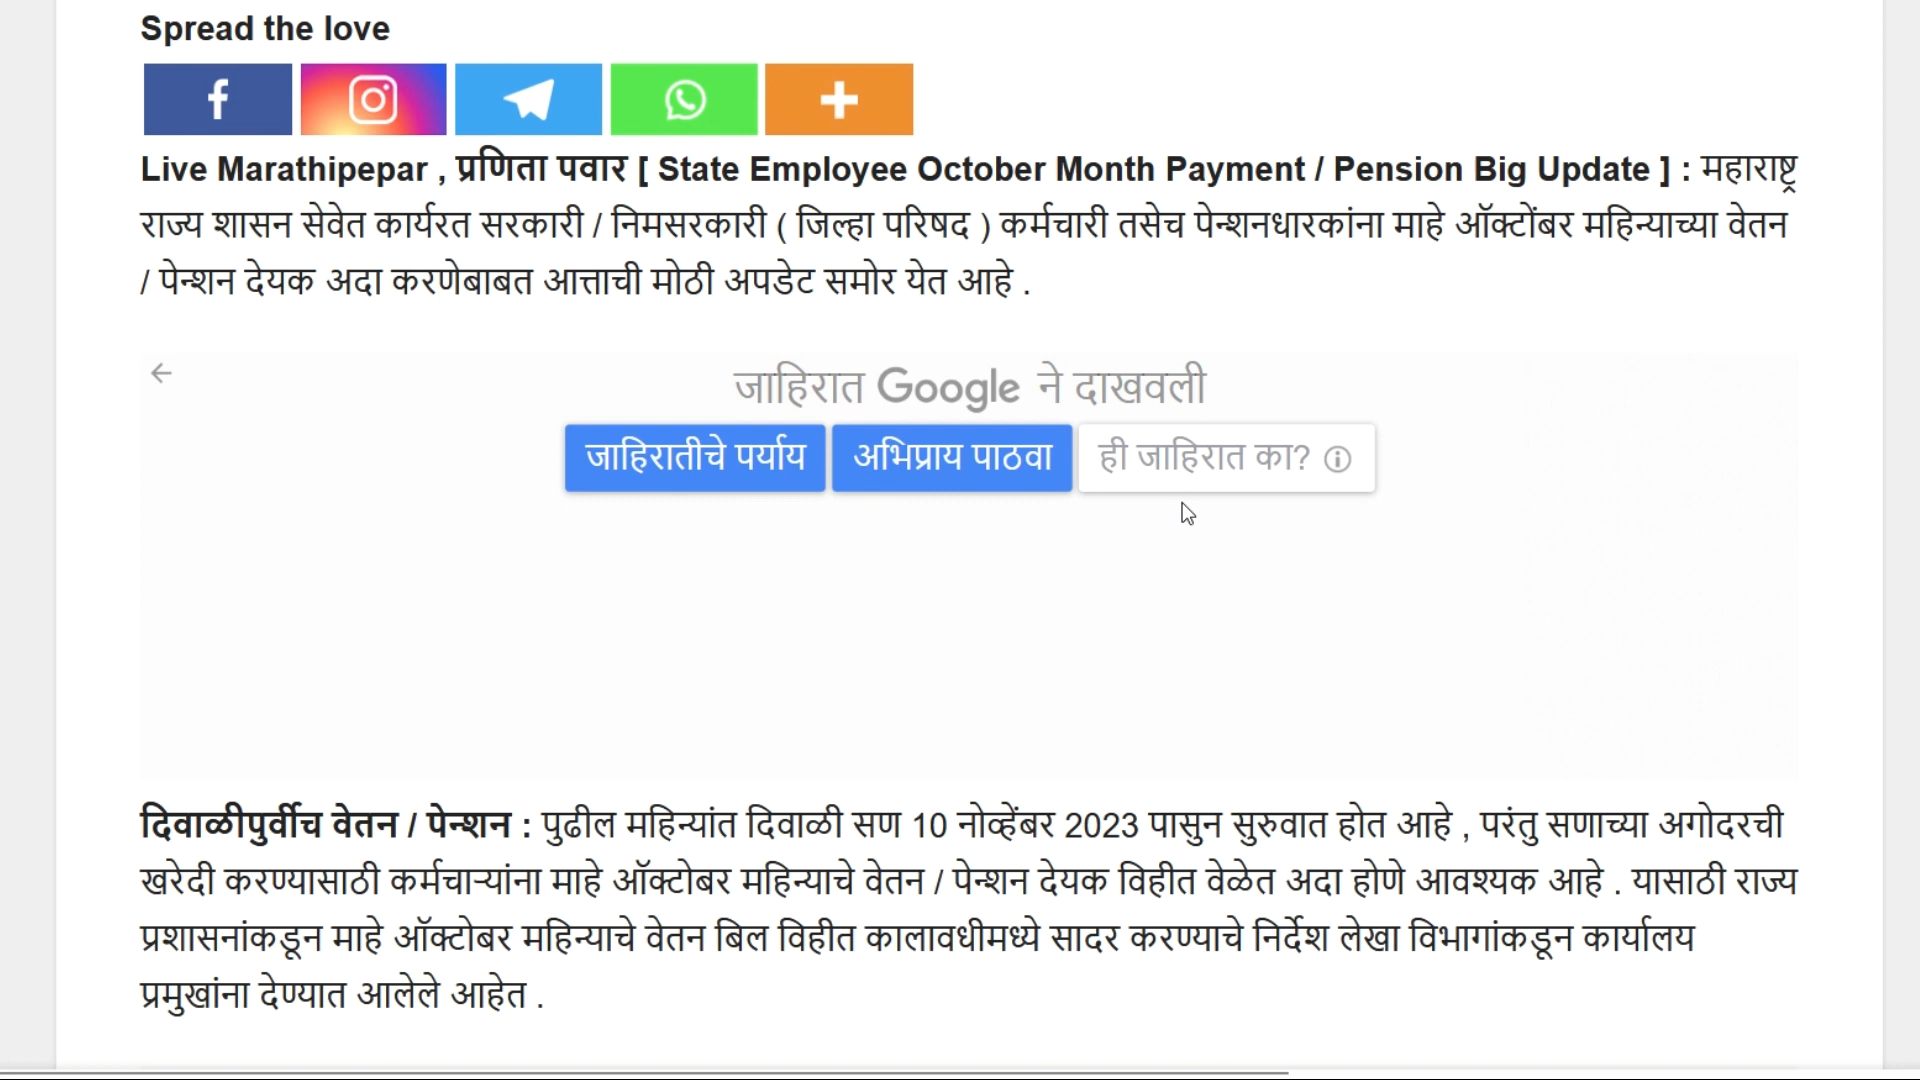 Spread the love
Live Marathipepar , प्रणिता पवार [ State Employee October Month Payment / Pension Big Update ] : महाराष्ट्र
राज्य शासन सेवेत कार्यरत सरकारी / निमसरकारी ( जिल्हा परिषद ) कर्मचारी तसेच पेन्शनधारकांना माहे ऑक्टोंबर महिन्याच्या वेतन
/ पेन्शन देयक अदा करणेबाबत आत्ताची मोठी अपडेट समोर येत आहे .
जाहिरात Google ने दाखवली
जाहिरातीचे पर्याय अभिप्राय पाठवा ही जाहिरात का?
दिवाळीपुर्वीच वेतन / पेन्शन : पुढील महिन्यांत दिवाळी सण 10 नोव्हेंबर 2023 पासुन सुरुवात होत आहे , परंतु सणाच्या अगोदरची
खरेदी करण्यासाठी कर्मचाऱ्यांना माहे ऑक्टोबर महिन्याचे वेतन / पेन्शन देयक विहीत वेळेत अदा होणे आवश्यक आहे . यासाठी राज्य
प्रशासनांकडून माहे ऑक्टोबर महिन्याचे वेतन बिल विहीत कालावधीमध्ये सादर करण्याचे निर्देश लेखा विभागांकडून कार्यालय
प्रमुखांना देण्यात आलेले आहेत .